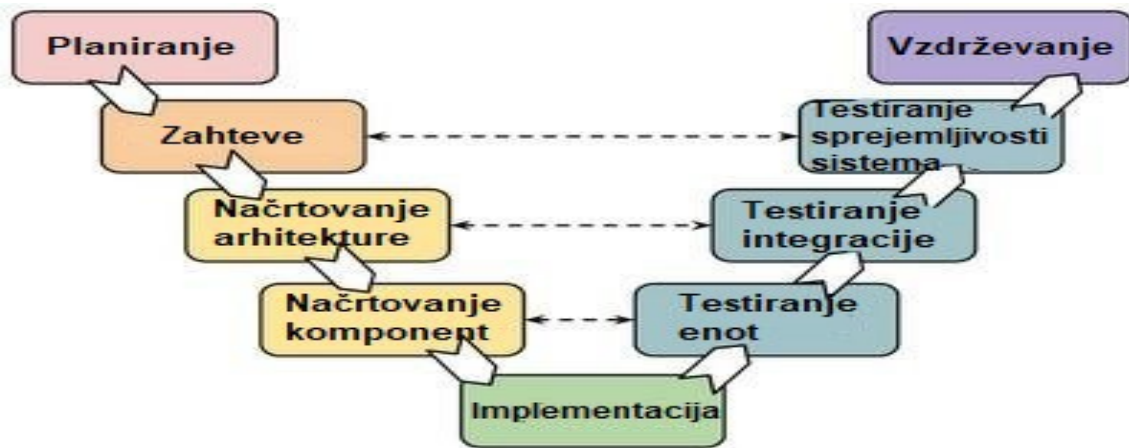 Planiranje
Vzdrževanje
Zahteve
Testiranje
sprejemljivosti
sistema
Načrtovanje
arhitekture
Testiranje
integracije
Načrtovanje
komponent
Testiranje
enot
Implementacija